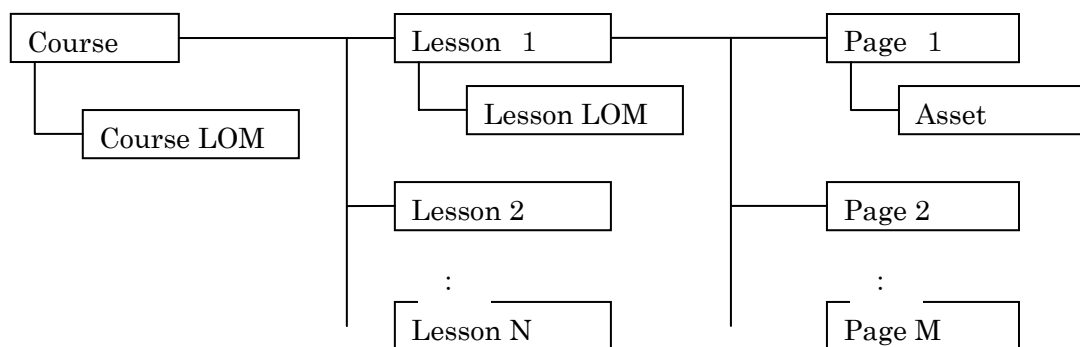 Course
Lesson 1
Page 1
Course LOM
Lesson LOM
Asset
Lesson 2
Page 2
:
:
Lesson N
Page M